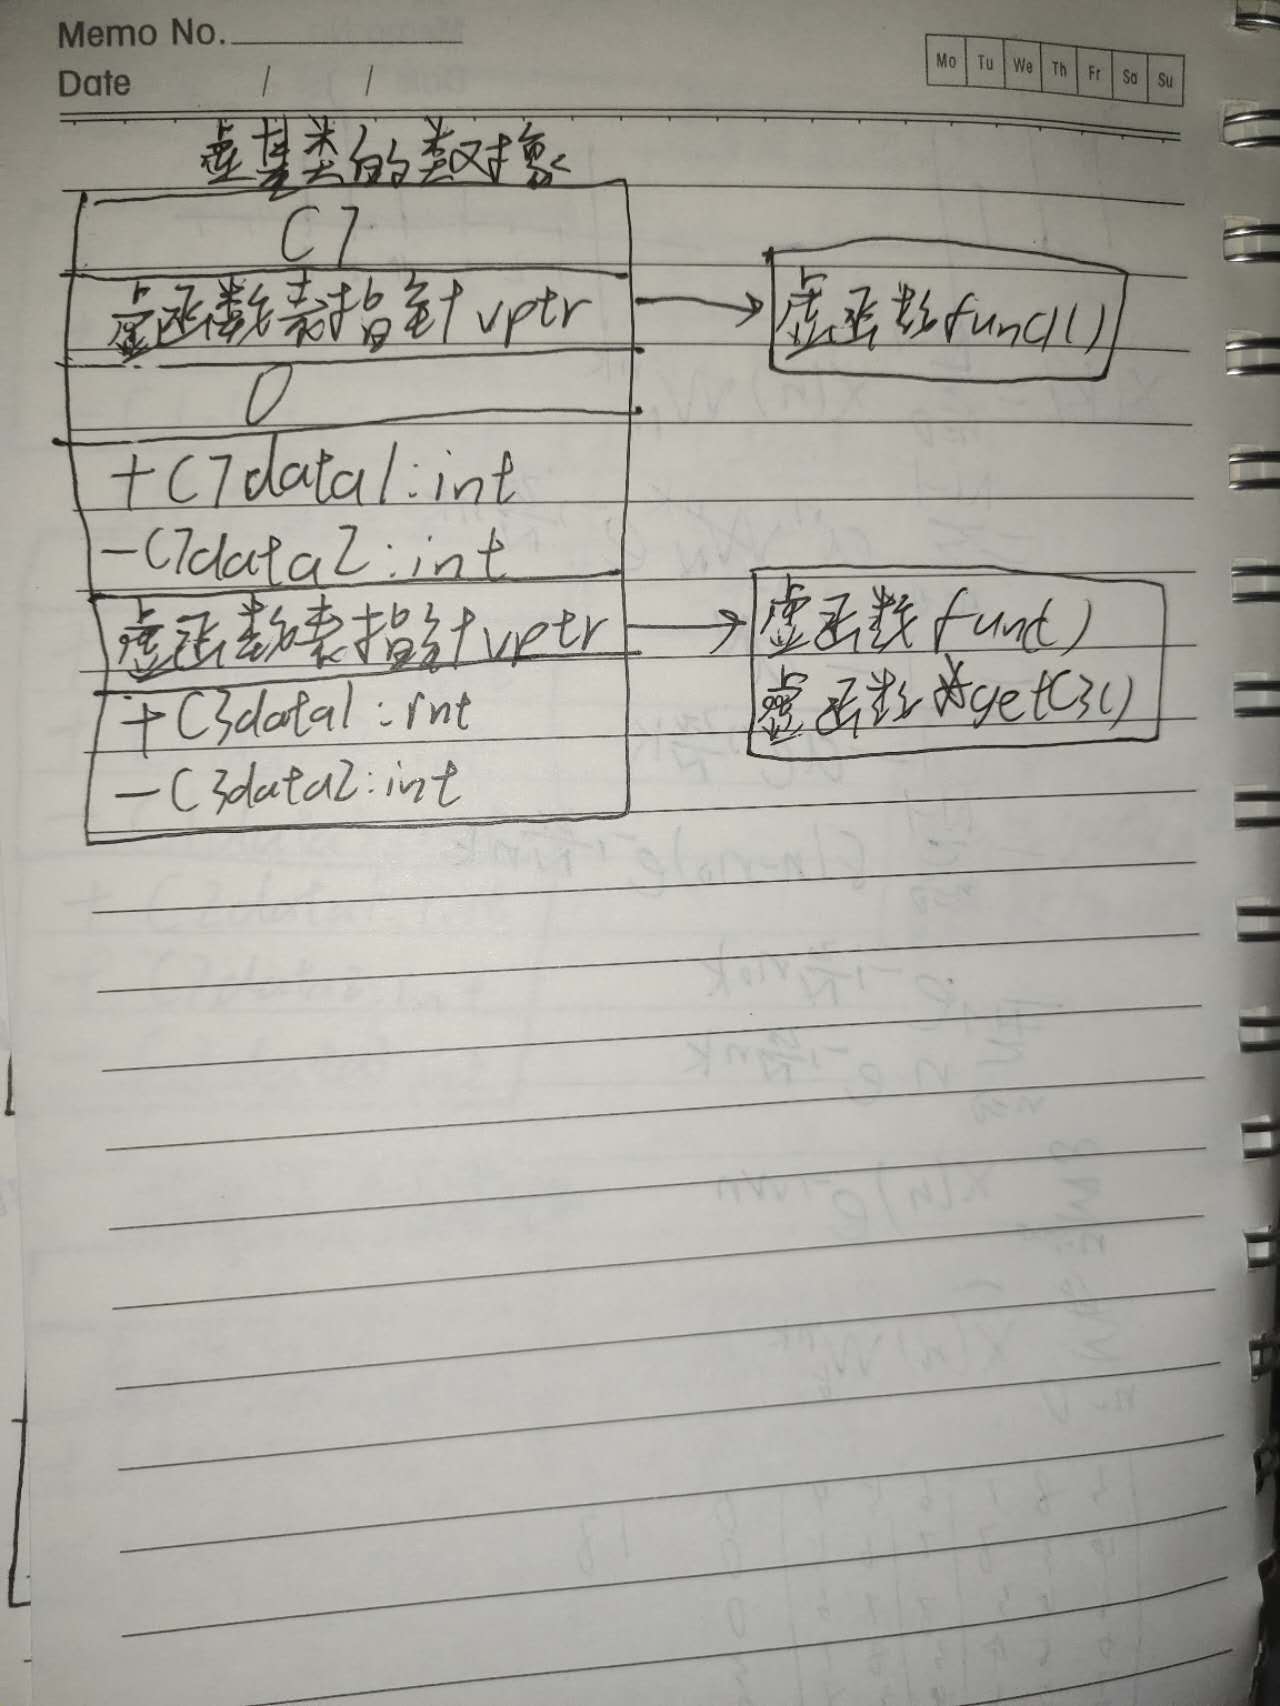 Memo No.
Date / /
Mo Tu We Th Fr Sa Su
虚基类的类对象
C7
虚函数表指针vptr
虚函数func1()
0
+C7data1:int
-C7data2:int
虚函数表指针vptr
虚函数func()
+C3data1:int
虚函数getC3()
-C3data2:int